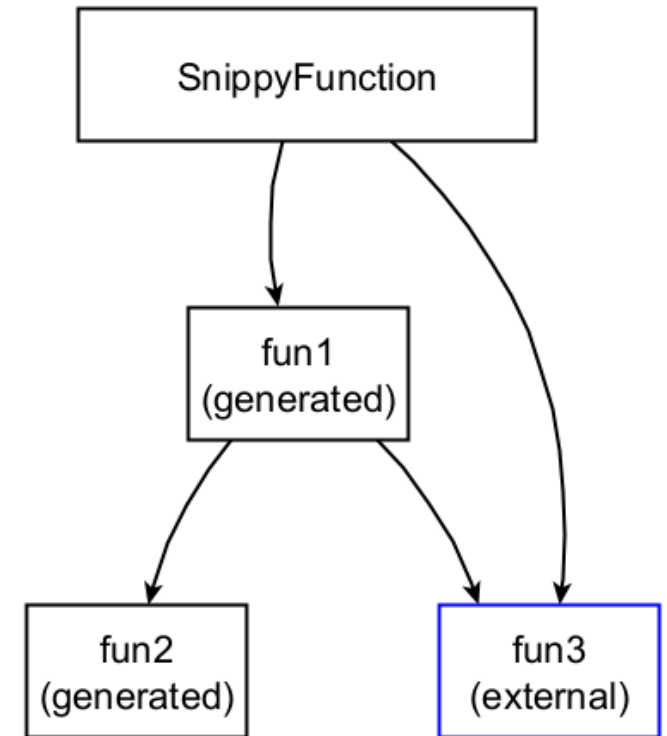 SnippyFunction
fun1
(generated)
fun2
(generated)
fun3
(external)